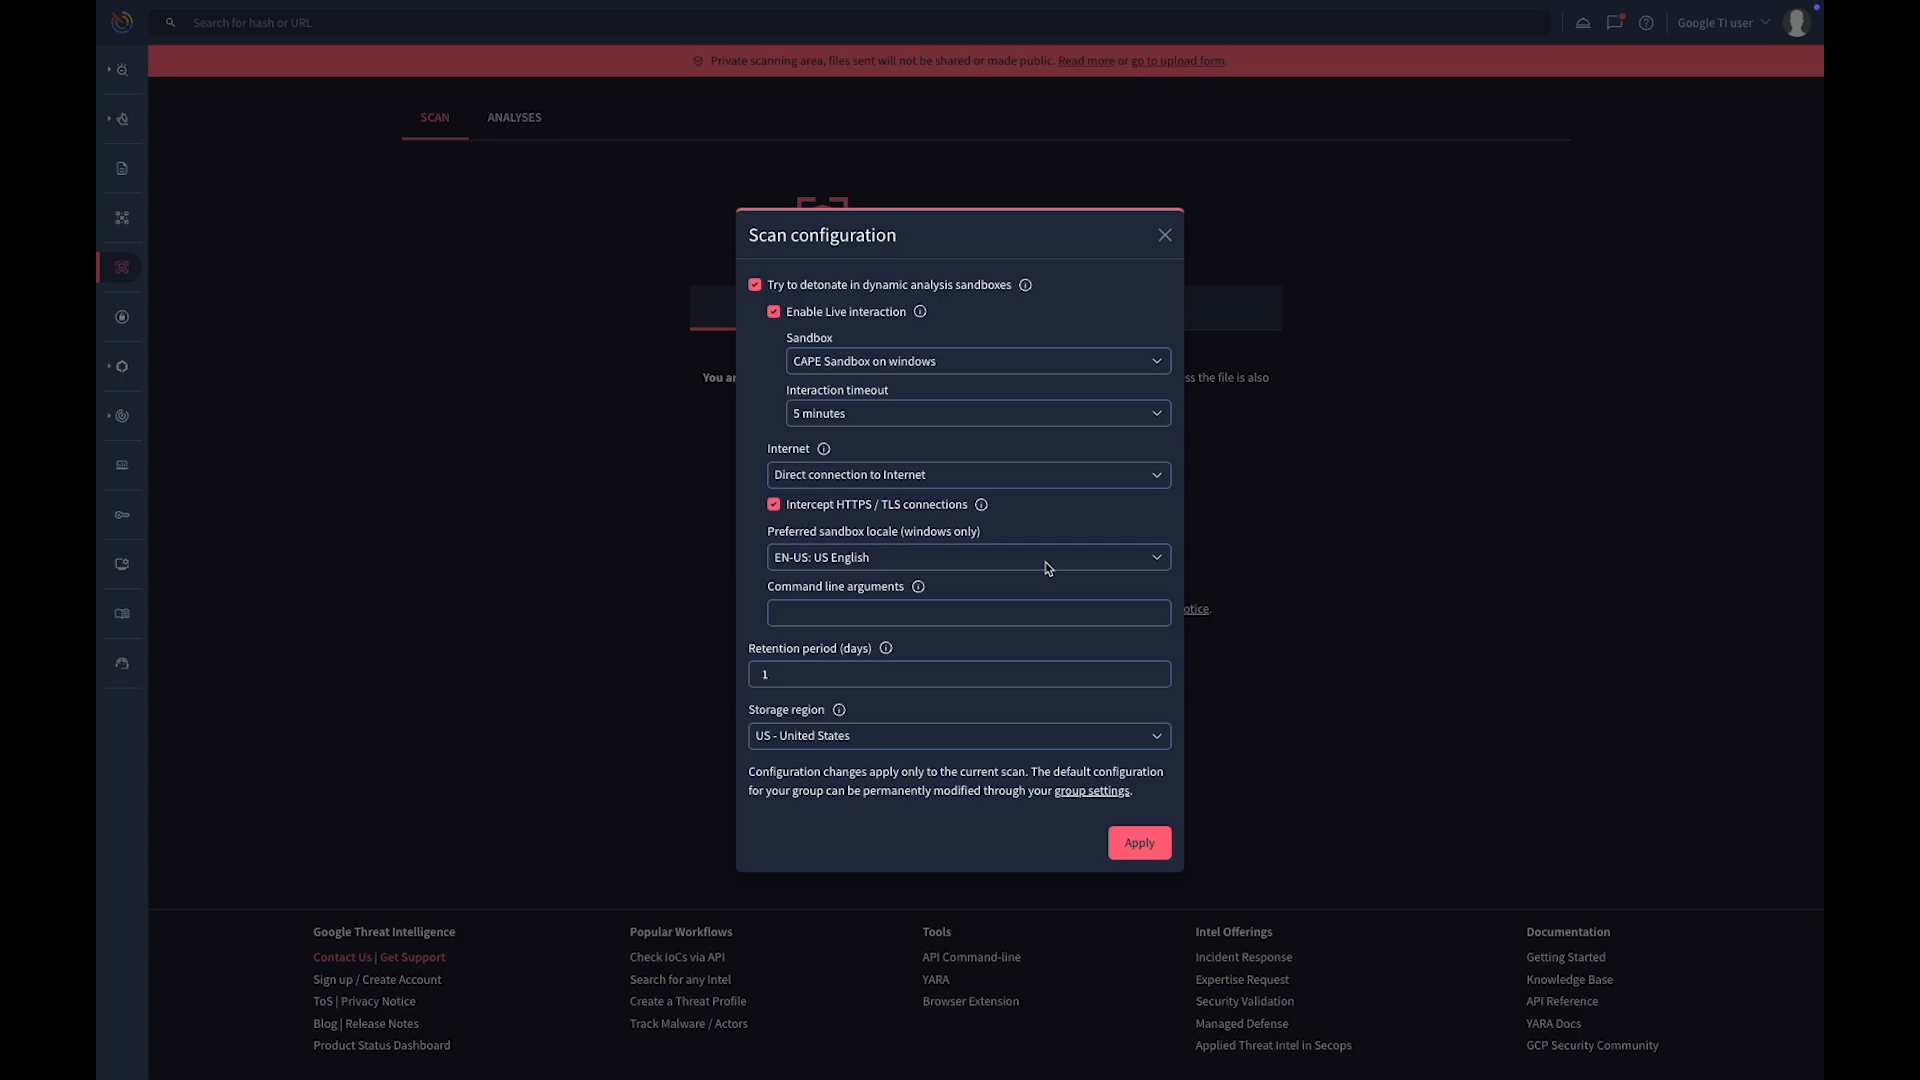 Search for hash or URL
Google TI user
Private scanning area, files sent will not be shared or made public. Read more or go to upload form.
SCAN
ANALYSES
Scan configuration
Try to detonate in dynamic analysis sandboxes
Enable Live interaction
Sandbox
CAPE Sandbox on windows
You
ss the file is also
Interaction timeout
5 minutes
Internet
Direct connection to Internet
Intercept HTTPS / TLS connections
Preferred sandbox locale (windows only)
EN-US: US English
Command line arguments
otice.
Retention period (days)
1
Storage region
US - United States
Configuration changes apply only to the current scan. The default configuration
for your group can be permanently modified through your group settings.
Apply
Google Threat Intelligence
Contact Us | Get Support
Sign up / Create Account
ToS | Privacy Notice
Blog | Release Notes
Product Status Dashboard
Popular Workflows
Check IoCs via API
Search for any Intel
Create a Threat Profile
Track Malware / Actors
Tools
API Command-line
YARA
Browser Extension
Intel Offerings
Incident Response
Expertise Request
Security Validation
Managed Defense
Applied Threat Intel in Secops
Documentation
Getting Started
Knowledge Base
API Reference
YARA Docs
GCP Security Community